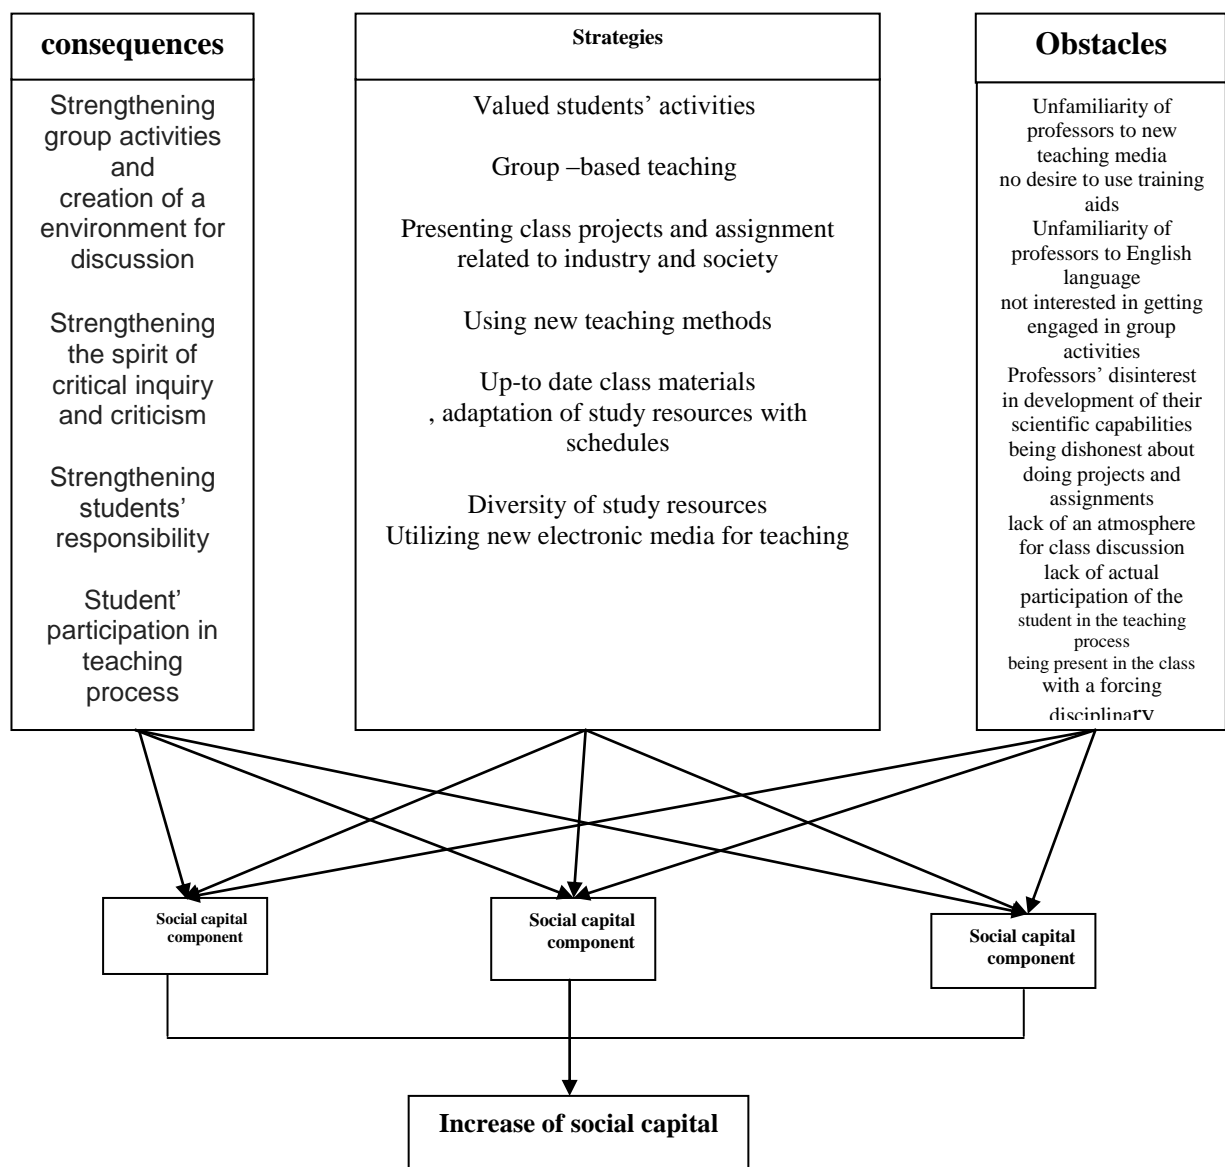 consequences
Strengthening
group activities
and
creation of a
environment for
discussion
Strengthening
the spirit of
critical inquiry
and criticism
Strengthening
students'
responsibility
Student'
participation in
teaching
process
Strategies
Valued students' activities
Group –based teaching
Presenting class projects and assignment
related to industry and society
Using new teaching methods
Up-to date class materials
, adaptation of study resources with
schedules
Diversity of study resources
Utilizing new electronic media for teaching
Obstacles
Unfamiliarity of
professors to new
teaching media
no desire to use training
aids
Unfamiliarity of
professors to English
language
not interested in getting
engaged in group
activities
Professors' disinterest
in development of their
scientific capabilities
being dishonest about
doing projects and
assignments
lack of an atmosphere
for class discussion
lack of actual
participation of the
student in the teaching
process
being present in the class
with a forcing
disciplinary
Social capital
component
Social capital
component
Social capital
component
Increase of social capital